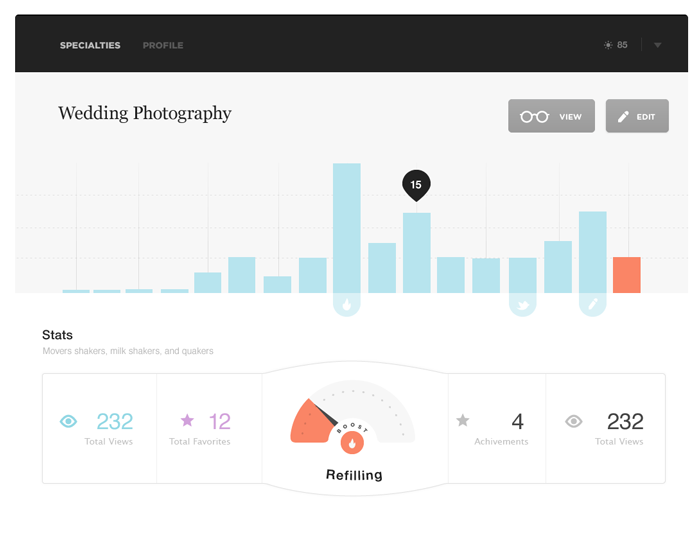 SPECIALTIES PROFILE 85
Wedding Photography
VIEW EDIT
15
Stats
Movers shakers, milk shakers, and quakers
232
Total Views
12
Total Favorites
BOOST
Refilling
4
Achivements
232
Total Views